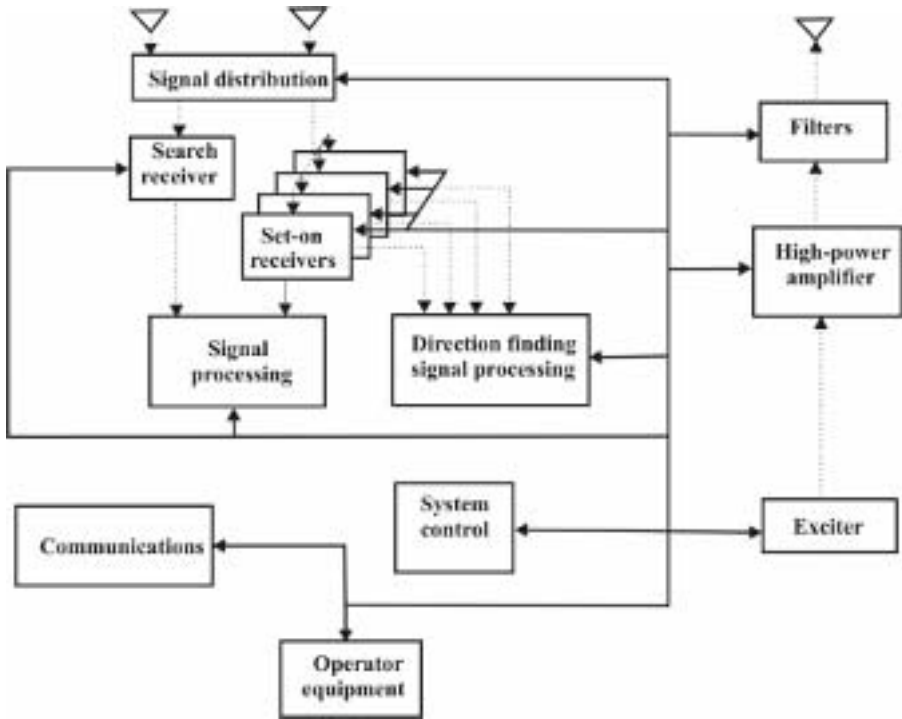 Signal distribution
Filters
Search
receiver
Set-on
receivers
High-power
amplifier
Signal
processing
Direction finding
signal processing
System
control
Communications
Exciter
Operator
equipment